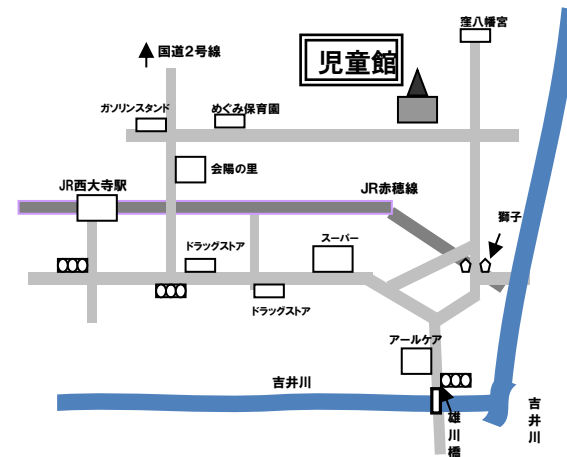 窪八幡宮
国道2号線
児童館
ガソリンスタンド
めぐみ保育園
会陽の里
JR西大寺駅
JR赤穂線
獅子
ドラッグストア
スーパー
ドラッグストア
アールケア
吉井川
雄川橋
吉井川